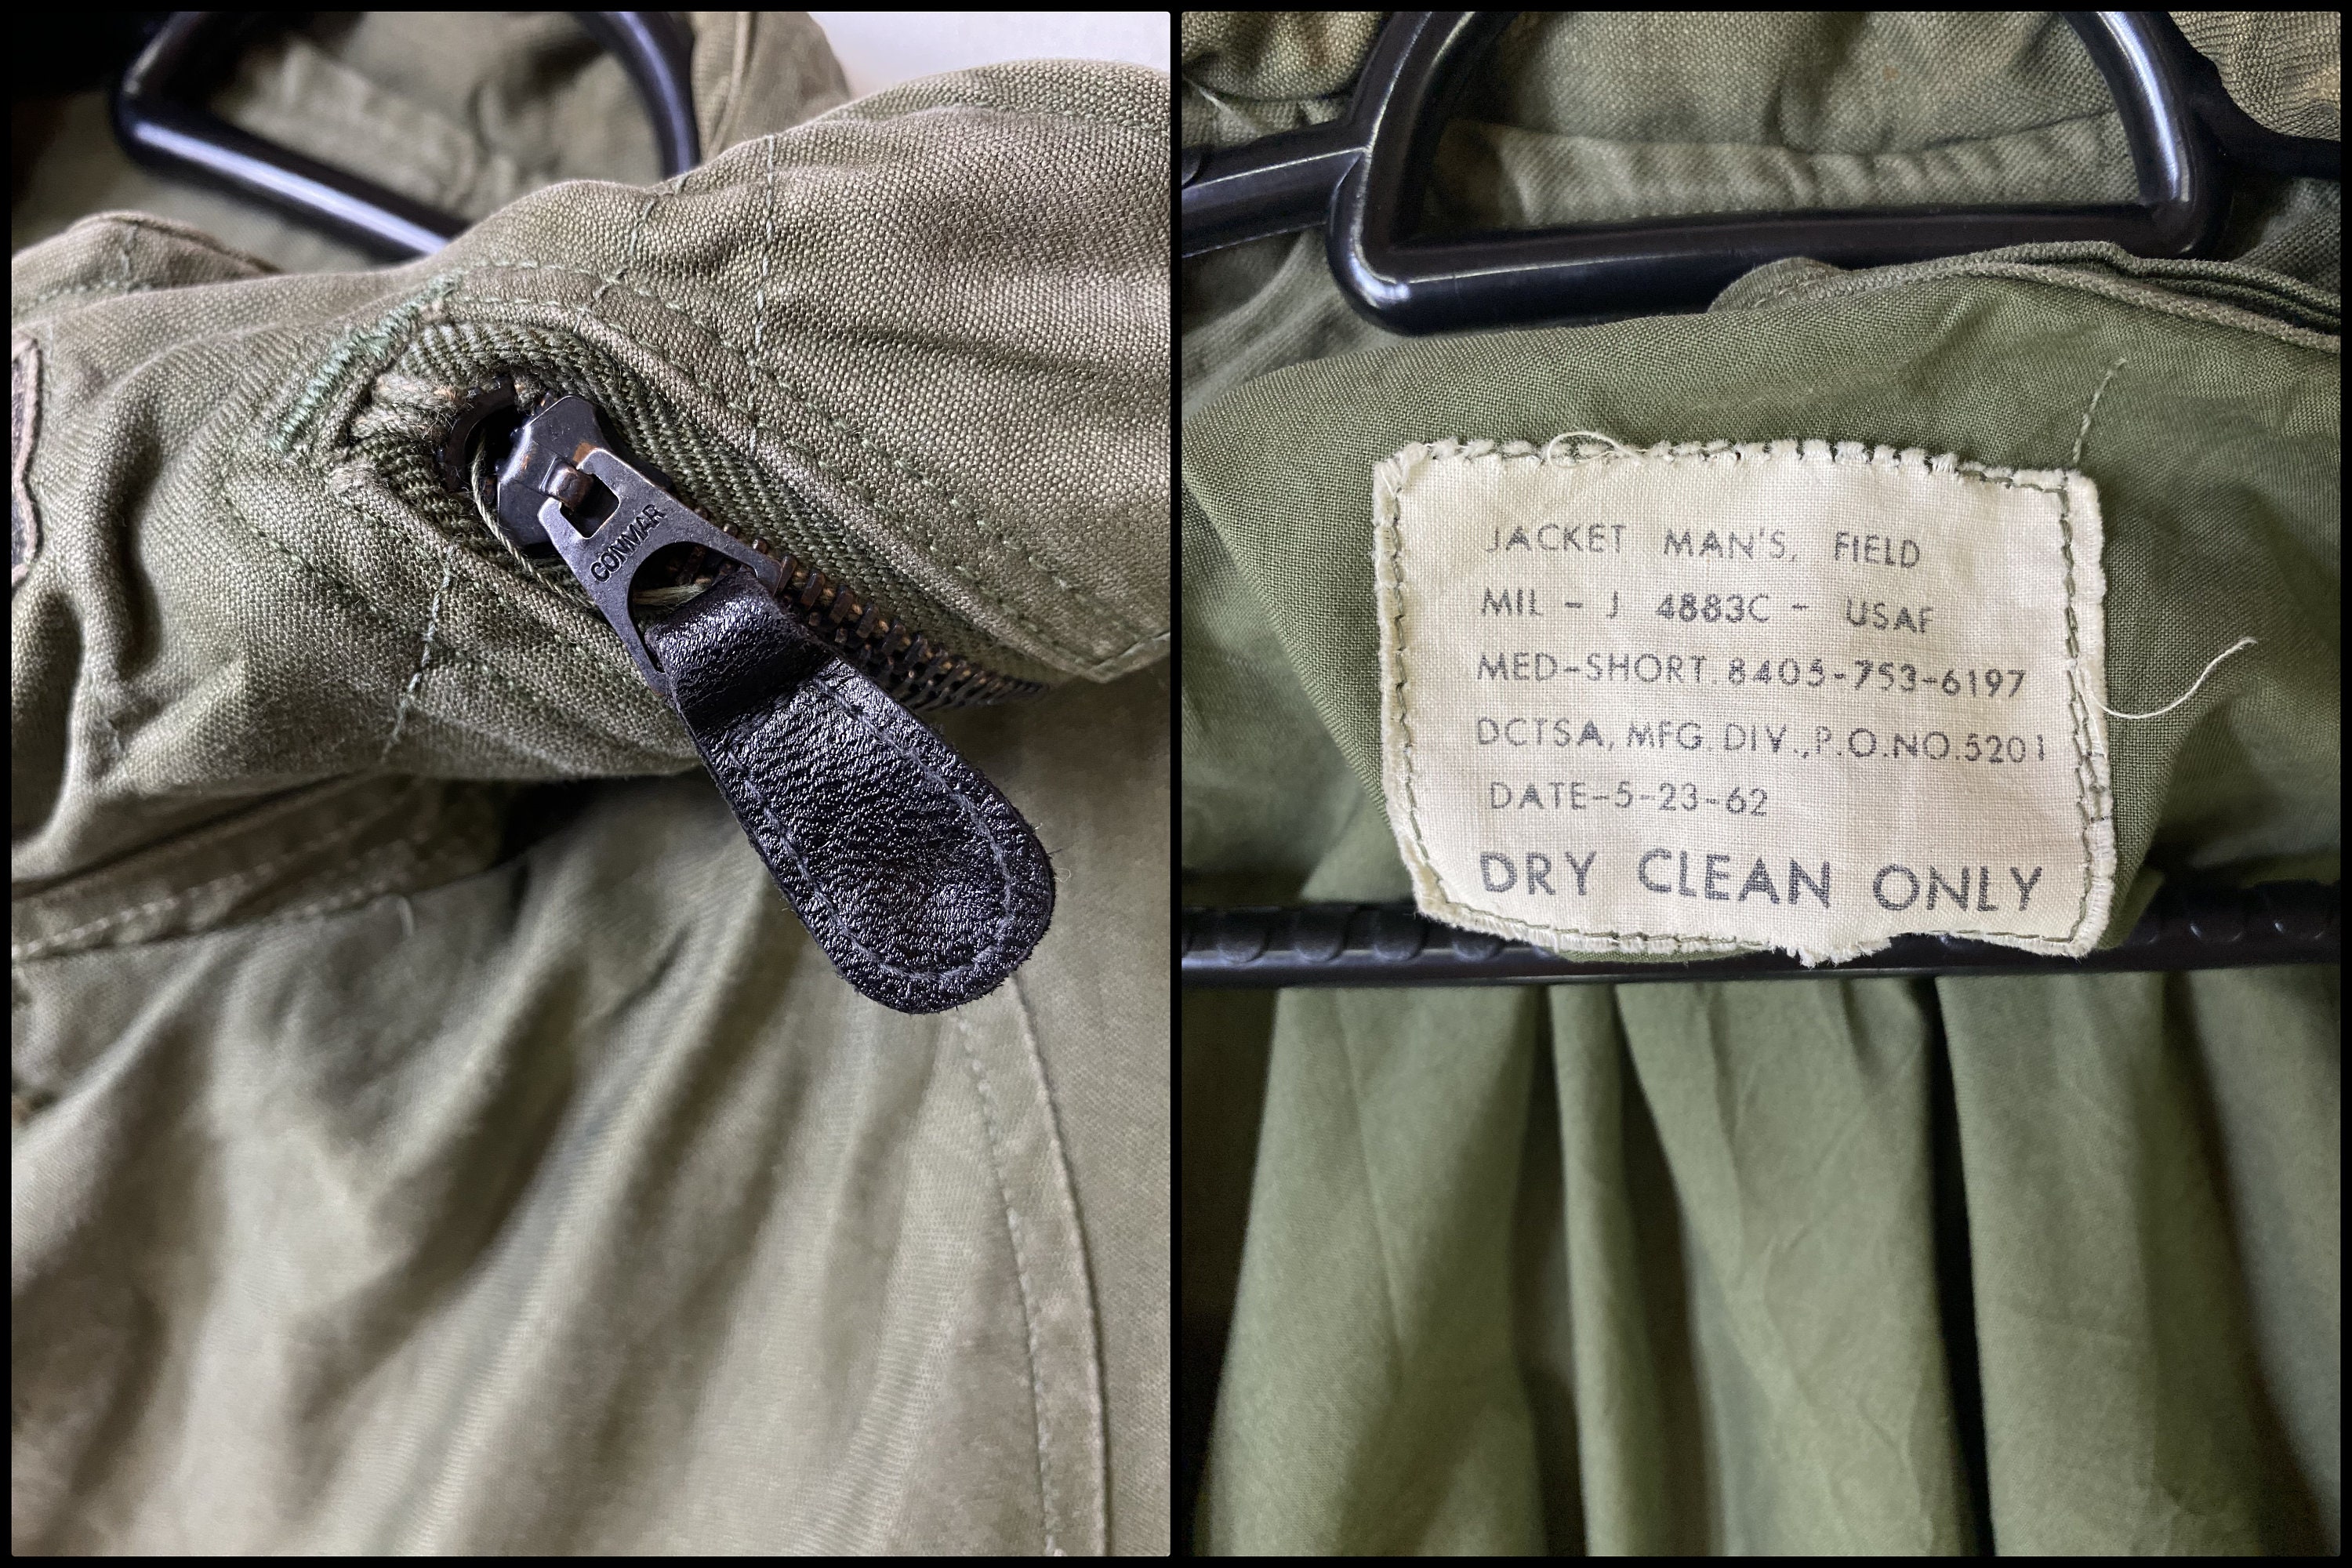 CONMAR
JACKET MAN'S, FIELD
MIL - J 4883C - USAF
MED-SHORT. 8405-753-6197
DCTSA, MFG. DIV., P.O.NO.5201
DATE-5-23-62
DRY CLEAN ONLY